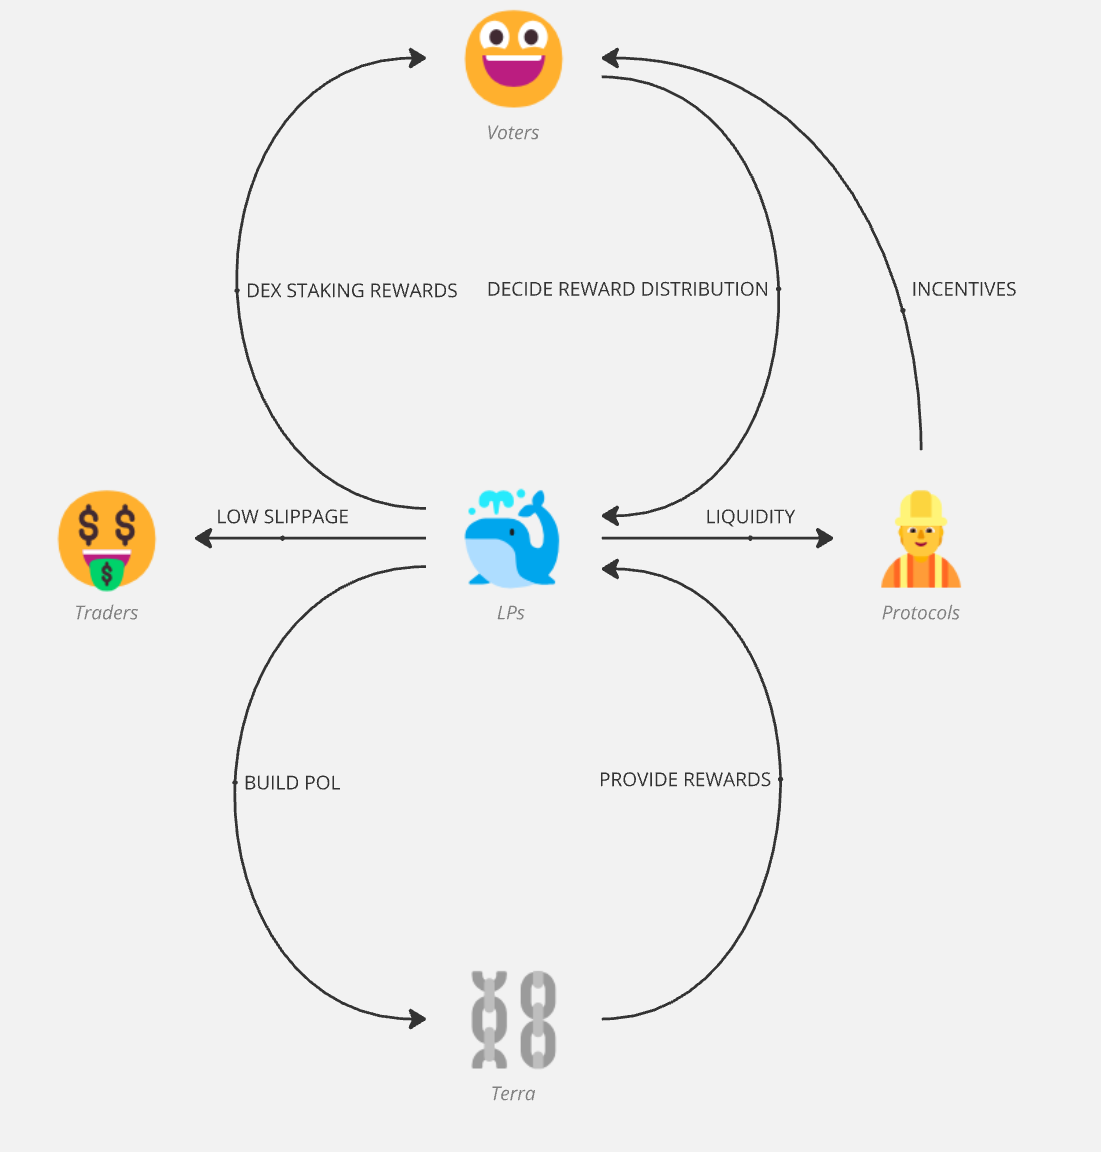 Voters
DEX STAKING REWARDS
DECIDE REWARD DISTRIBUTION
INCENTIVES
LOW SLIPPAGE
LIQUIDITY
Traders
LPs
Protocols
BUILD POL
PROVIDE REWARDS
Terra